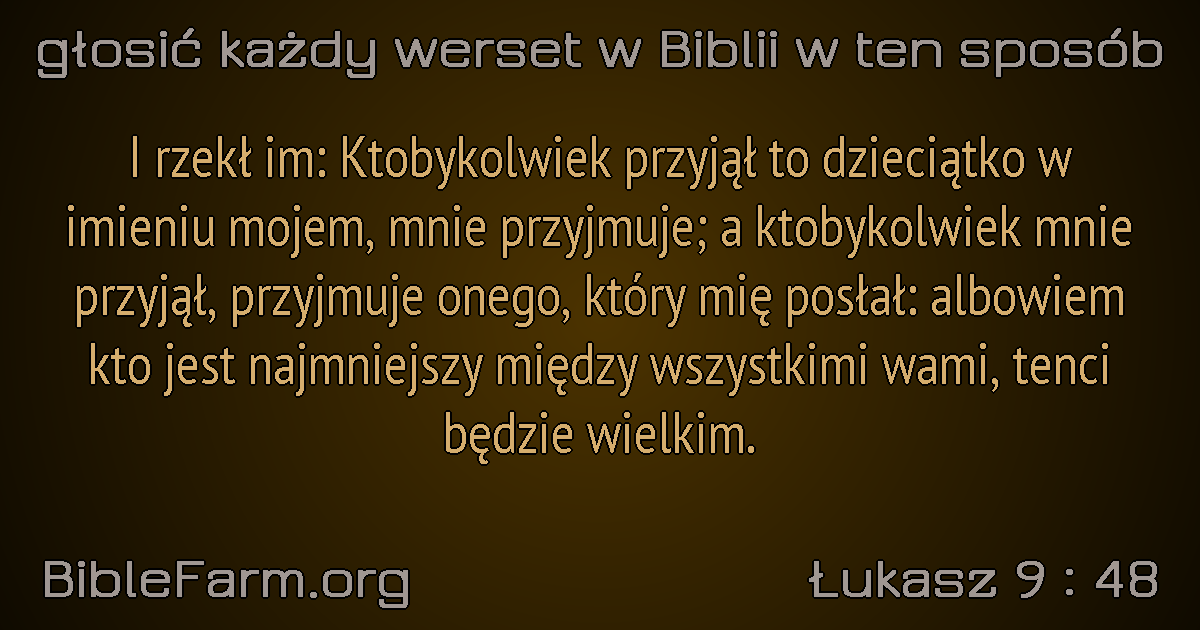 głosić każdy werset w Biblii w ten sposób
I rzekł im: Ktobykolwiek przyjął to dzieciątko w
imieniu mojem, mnie przyjmuje; a ktobykolwiek mnie
przyjął, przyjmuje onego, który mię posłał: albowiem
kto jest najmniejszy między wszystkimi wami, tenci
będzie wielkim.
BibleFarm.org
Łukasz 9 : 48